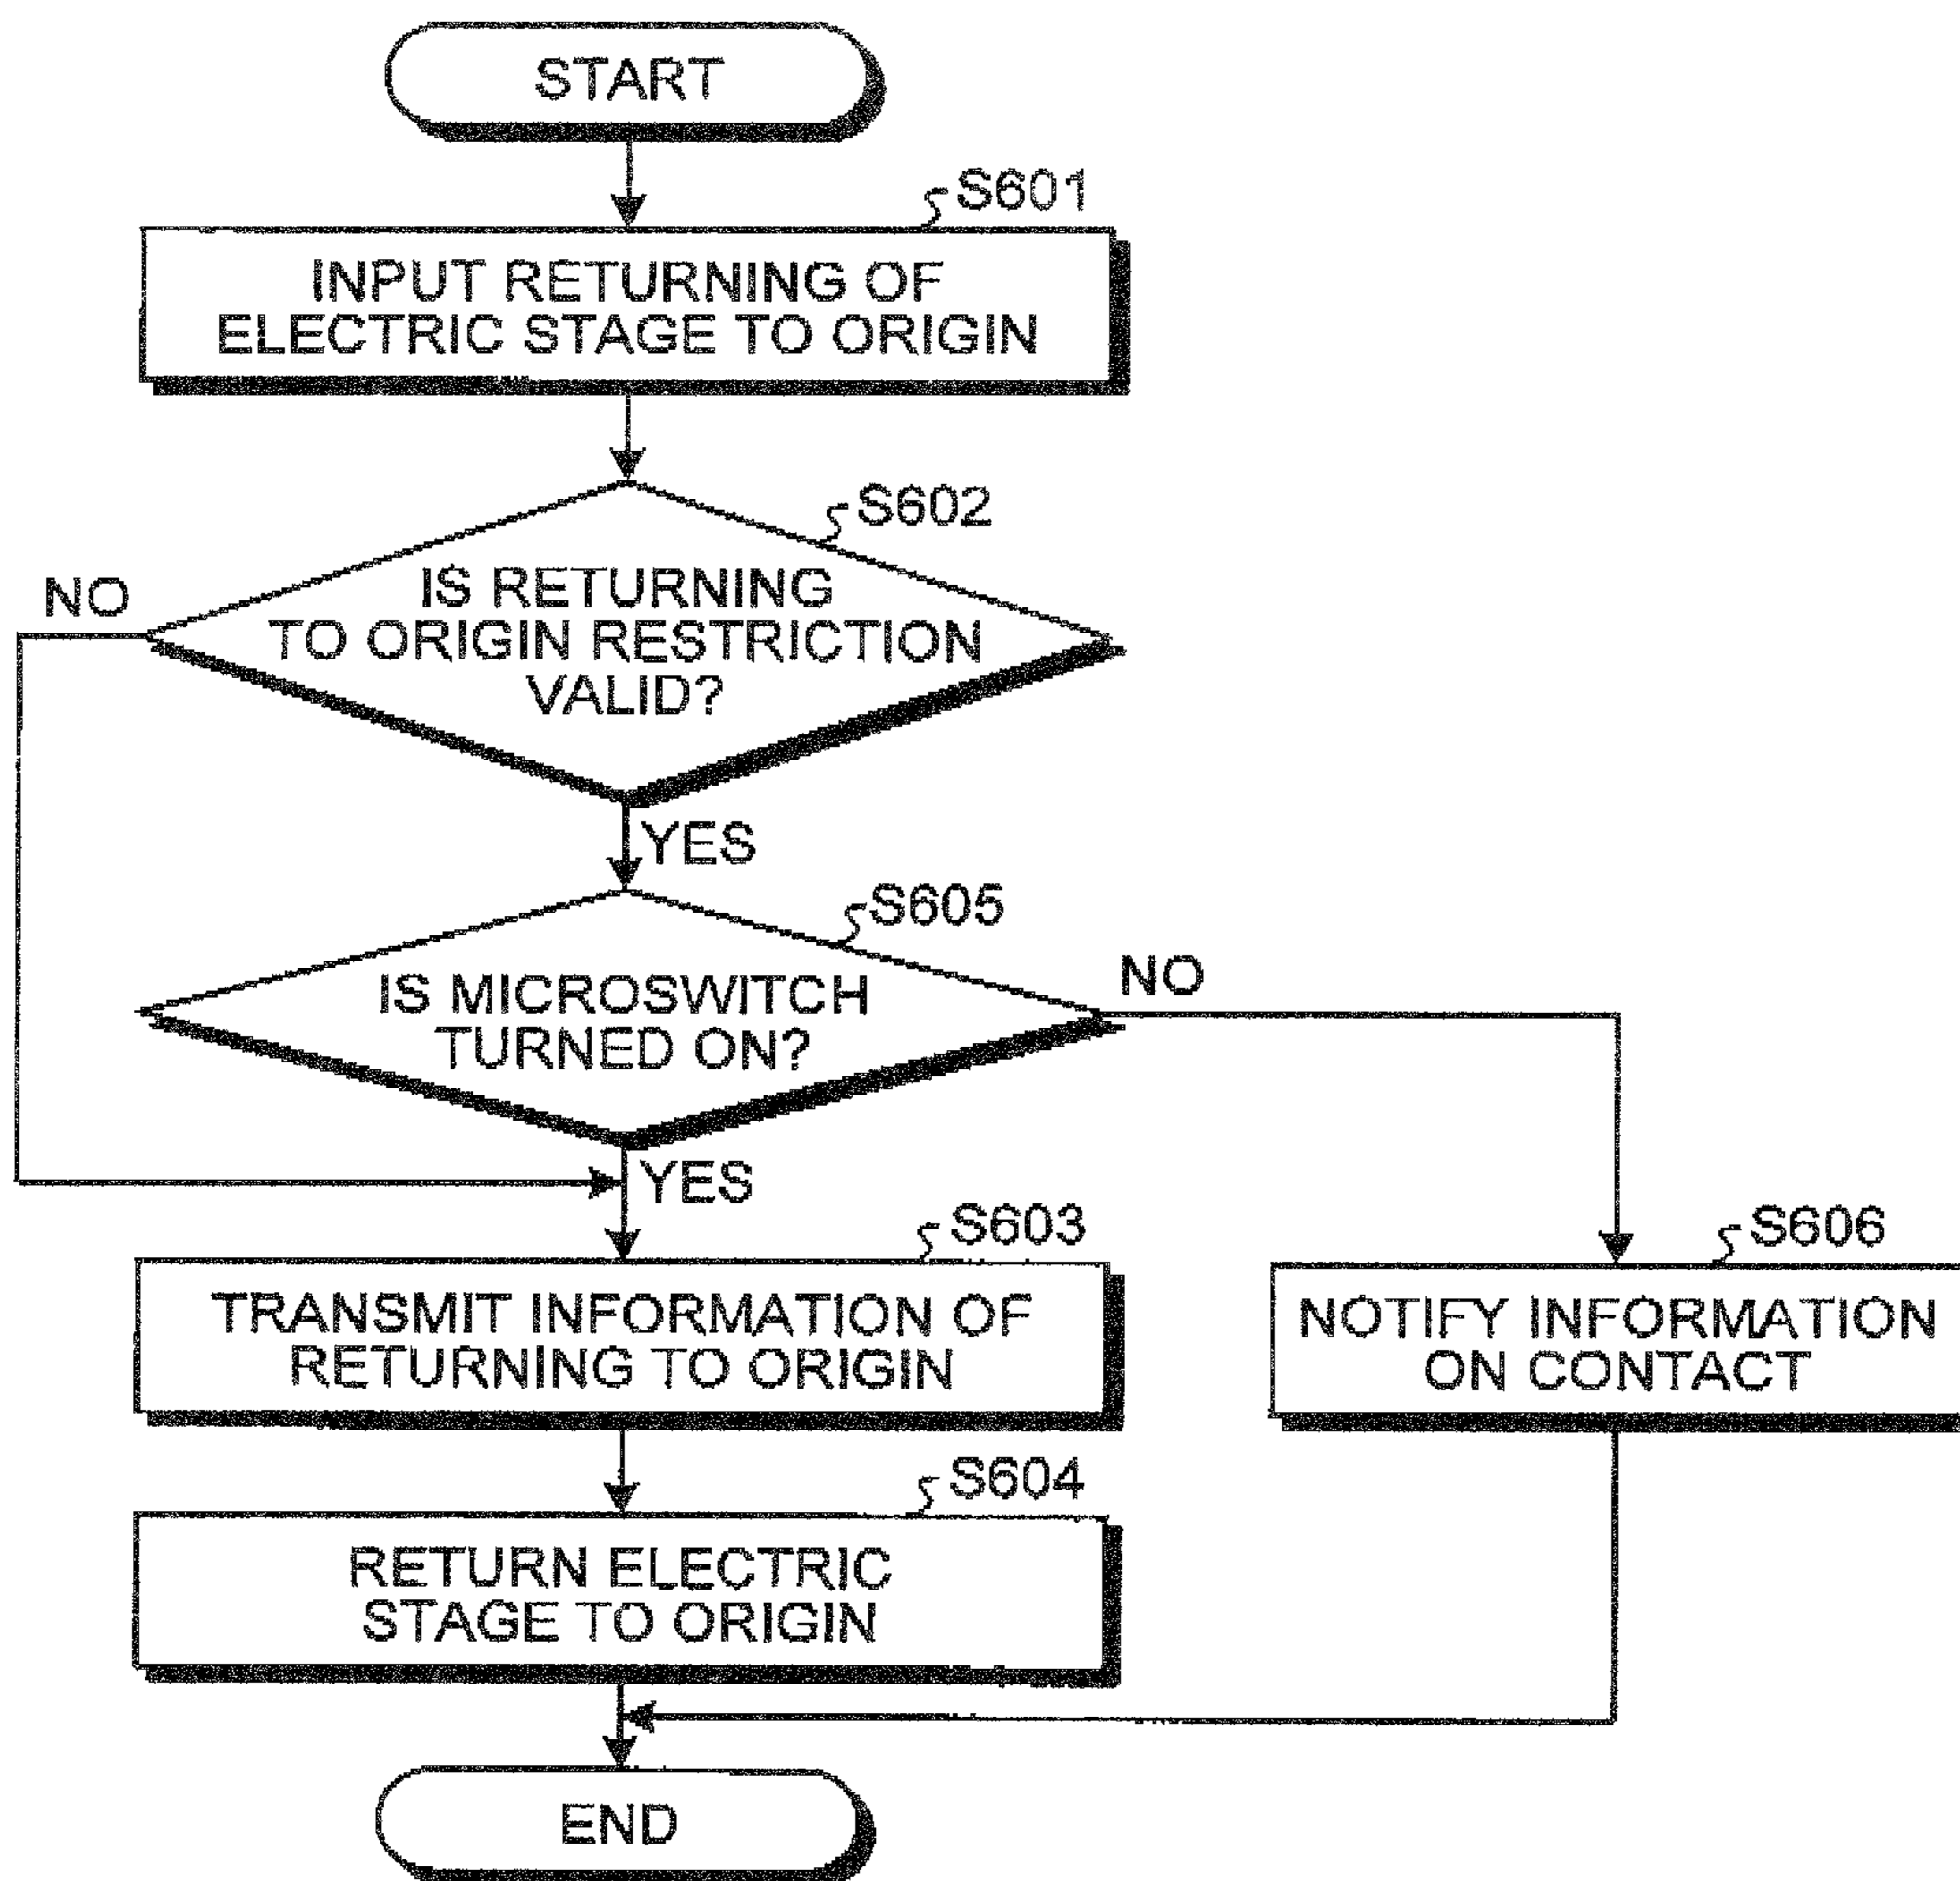 START
S601
INPUT RETURNING OF
ELECTRIC STAGE TO ORIGIN
S602
NO
IS RETURNING
TO ORIGIN RESTRICTION
VALID?
YES
S605
IS MICROSWITCH
TURNED ON?
NO
YES
S603
TRANSMIT INFORMATION OF
RETURNING TO ORIGIN
S606
NOTIFY INFORMATION
ON CONTACT
S604
RETURN ELECTRIC
STAGE TO ORIGIN
END